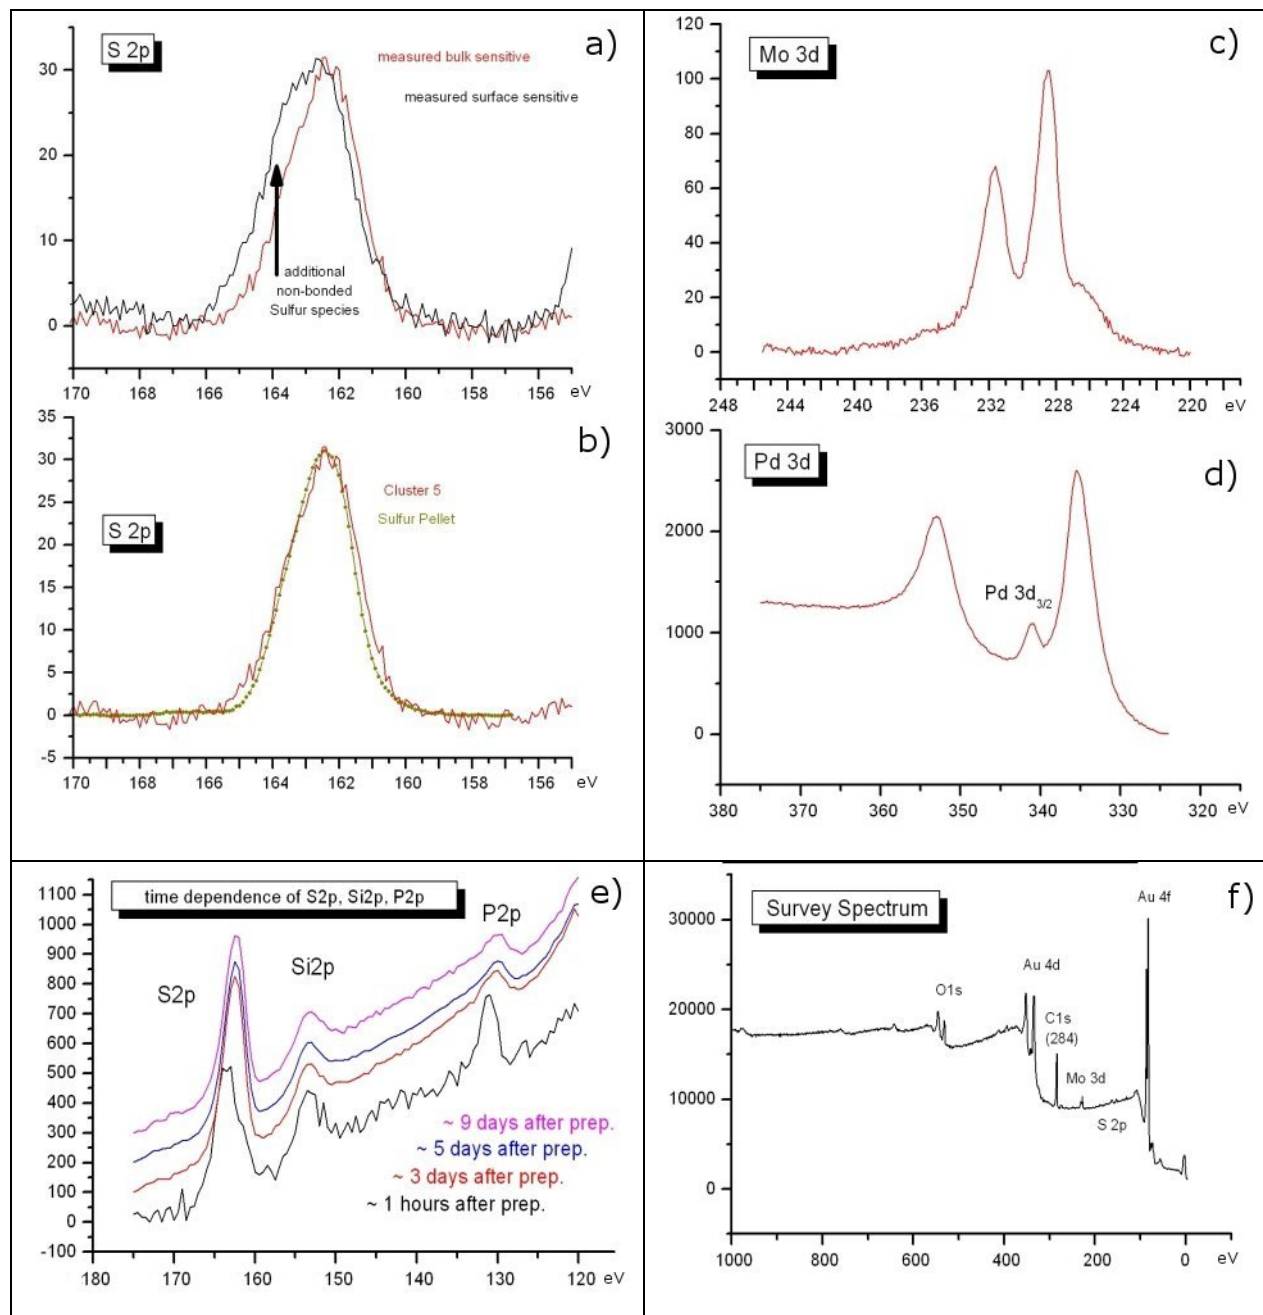 S 2p
a)
measured bulk sensitive
measured surface sensitive
additional
non-bonded
Sulfur species
30
20
10
0
170 168 166 164 162 160 158 156 eV
Mo 3d
c)
120
100
80
60
40
20
0
248 244 240 236 232 228 224 220 eV
b)
Cluster 5
Sulfur Pellet
S 2p
35
30
25
20
15
10
5
0
-5
170 168 166 164 162 160 158 156 eV
Pd 3d
d)
Pd 3d3/2
3000
2000
1000
0
380 370 360 350 340 330 320 eV
time dependence of S2p, Si2p, P2p
e)
P2p
Si2p
S2p
~ 9 days after prep.
~ 5 days after prep.
~ 3 days after prep.
~ 1 hours after prep.
1100
1000
900
800
700
600
500
400
300
200
100
0
-100
180 170 160 150 140 130 120 eV
Survey Spectrum
f)
Au 4f
Au 4d
O1s
C1s
(284)
Mo 3d
S 2p
30000
20000
10000
0
1000 800 600 400 200 0 eV